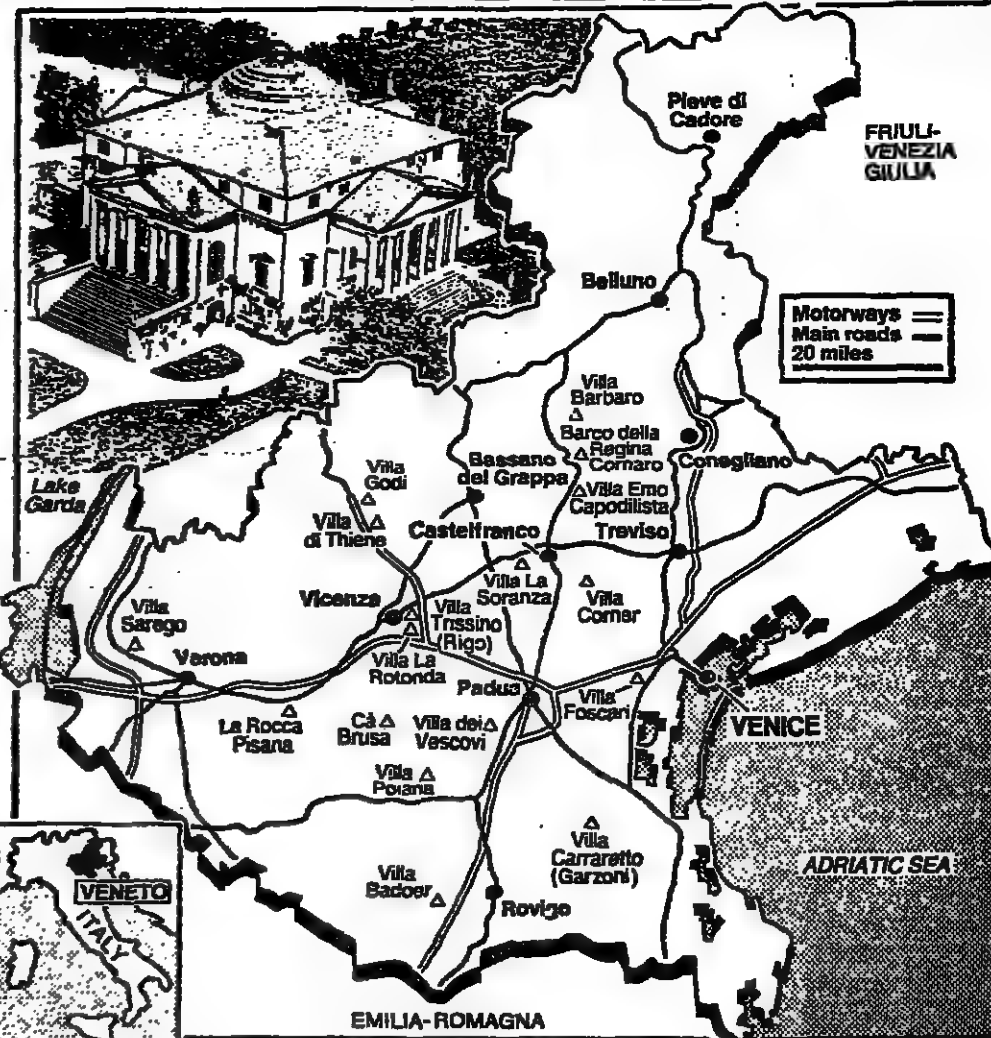 Pieve di
Cadore
FRIULI-
VENEZIA
GIULIA
Belluno
Motorways
Main roads
20 miles
Villa
Barbaro
Barco della
Regina
Cornaro
Conegliano
Bassano
del Grappa
Villa
Godi
Lake
Garda
Villa Emo
Capodilista
Villa
di Thiene
Castelfranco
Treviso
Villa La
Soranza
Villa
Corner
Vicenza
Villa
Trissino
(Rigo)
Villa
Sarego
Villa La
Rotonda
Verona
Padua
Villa
Foscari
La Rocca
Pisana
Cà
Brusa
Villa dei
Vescovi
VENICE
Villa
Poiana
Villa
Carraretto
(Garzoni)
ADRIATIC SEA
Villa
Badoer
Rovigo
VENETO
ITALY
EMILIA-ROMAGNA